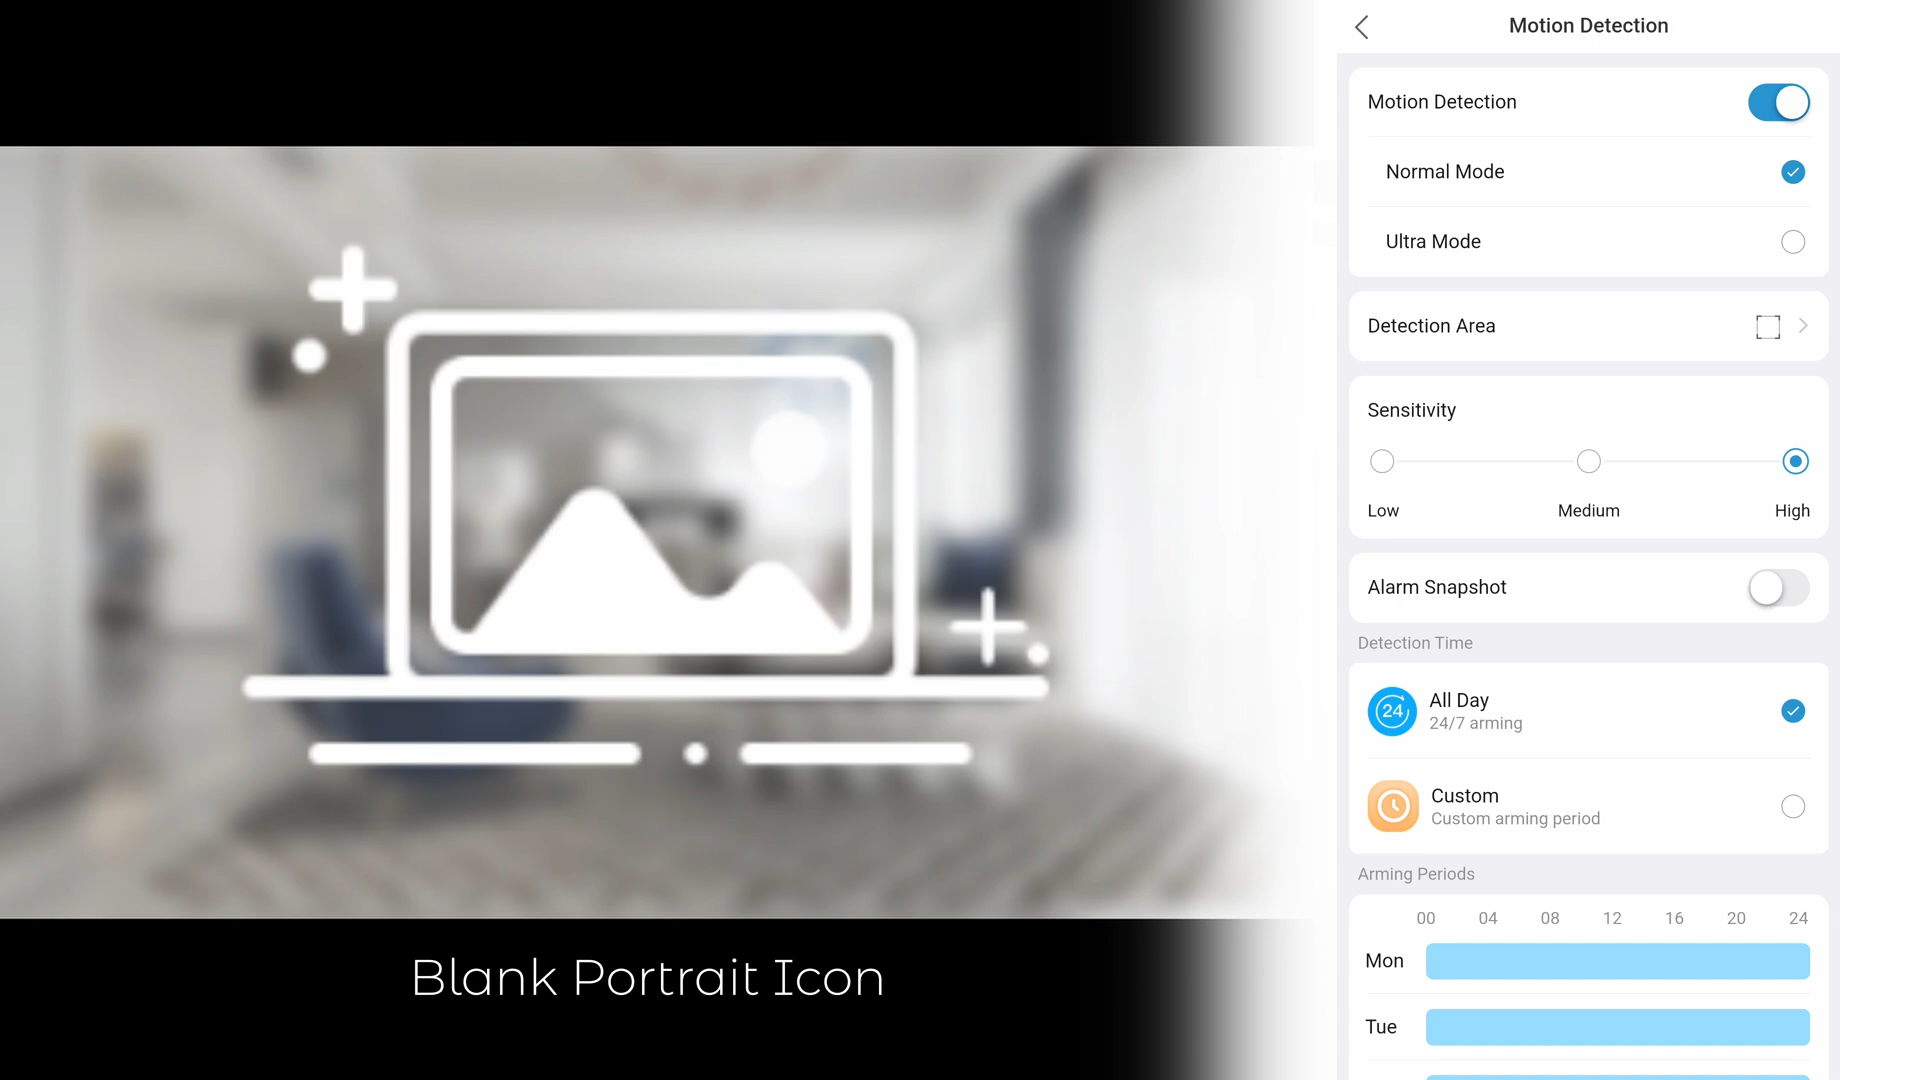 Motion Detection
Motion Detection
Normal Mode
Ultra Mode
Detection Area
Sensitivity
Low Medium High
Alarm Snapshot
Detection Time
24
All Day
24/7 arming
Custom
Custom arming period
Arming Periods
00 04 08 12 16 20 24
Mon
Tue
Blank Portrait Icon